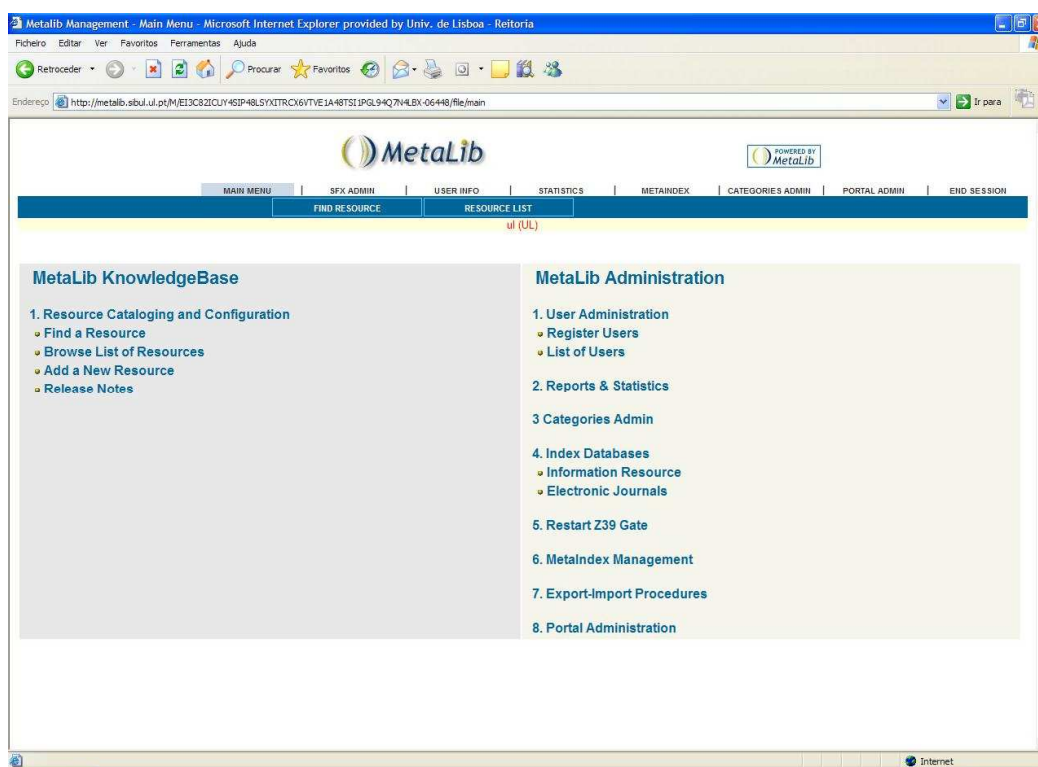 Metalib Management - Main Menu - Microsoft Internet Explorer provided by Univ. de Lisboa - Reitoria
Ficheiro Editar Ver Favoritos Ferramentas Ajuda
Retroceder Procurar Favoritos
Endereço http://metalib.sibul.ul.pt/M/EI3C82ICLIY4SIP48LSYXITRCX6VTVE1A48TSI1PGL94Q7N4LBX-06448/file/main Ir para
MetaLib POWERED BY MetaLib
MAIN MENU | SFX ADMIN | USER INFO | STATISTICS | METAINDEX | CATEGORIES ADMIN | PORTAL ADMIN | END SESSION
FIND RESOURCE RESOURCE LIST
ul (UL)
MetaLib KnowledgeBase
1. Resource Cataloging and Configuration
Find a Resource
Browse List of Resources
Add a New Resource
Release Notes
MetaLib Administration
1. User Administration
Register Users
List of Users
2. Reports & Statistics
3 Categories Admin
4. Index Databases
Information Resource
Electronic Journals
5. Restart Z39 Gate
6. MetaIndex Management
7. Export-Import Procedures
8. Portal Administration
Internet